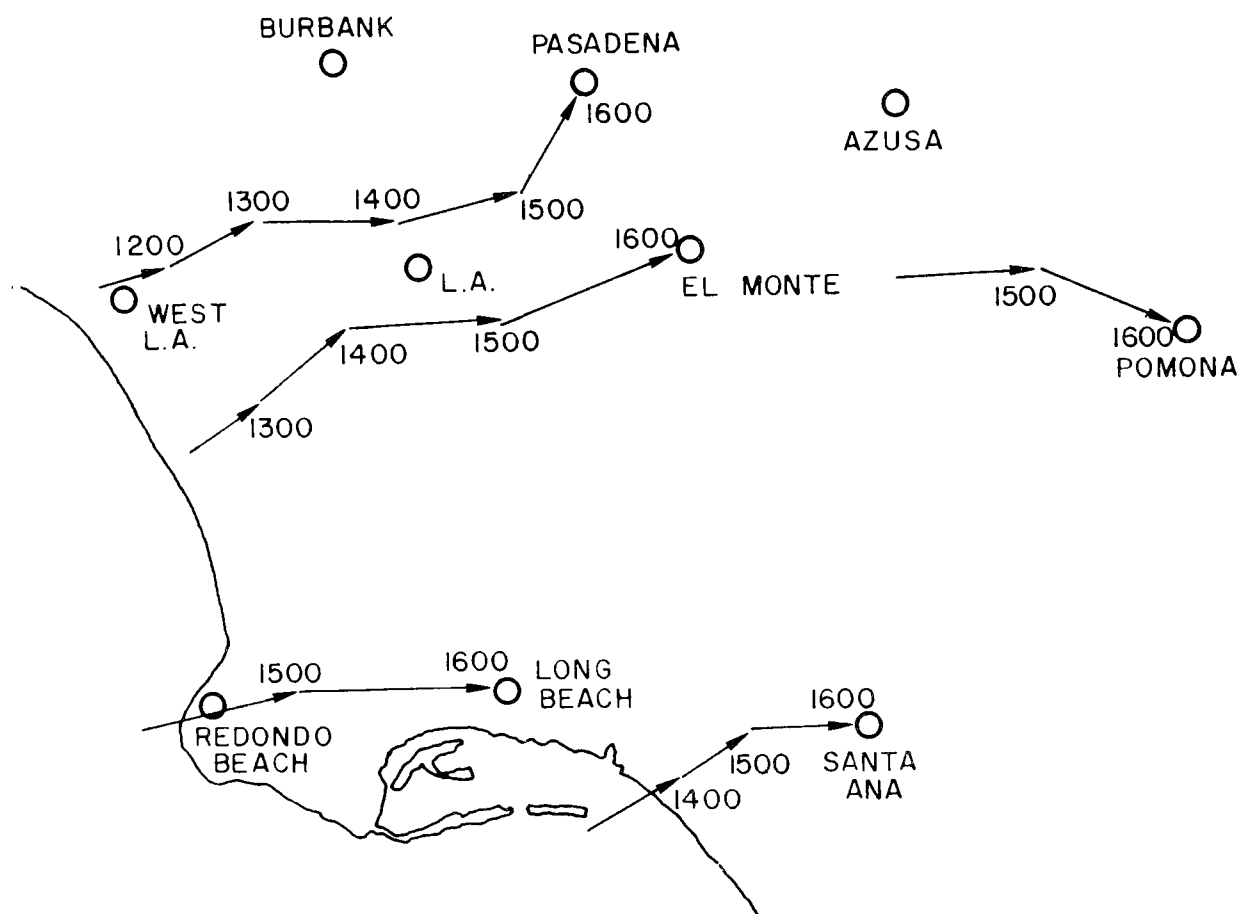 BURBANK
PASADENA
1600
AZUSA
1200
1300
1400
1500
1600
L.A.
EL MONTE
WEST
L.A.
1300
1400
1500
1500
1600
POMONA
1500
1600
LONG
BEACH
REDONDO
BEACH
1400
1500
1600
SANTA
ANA